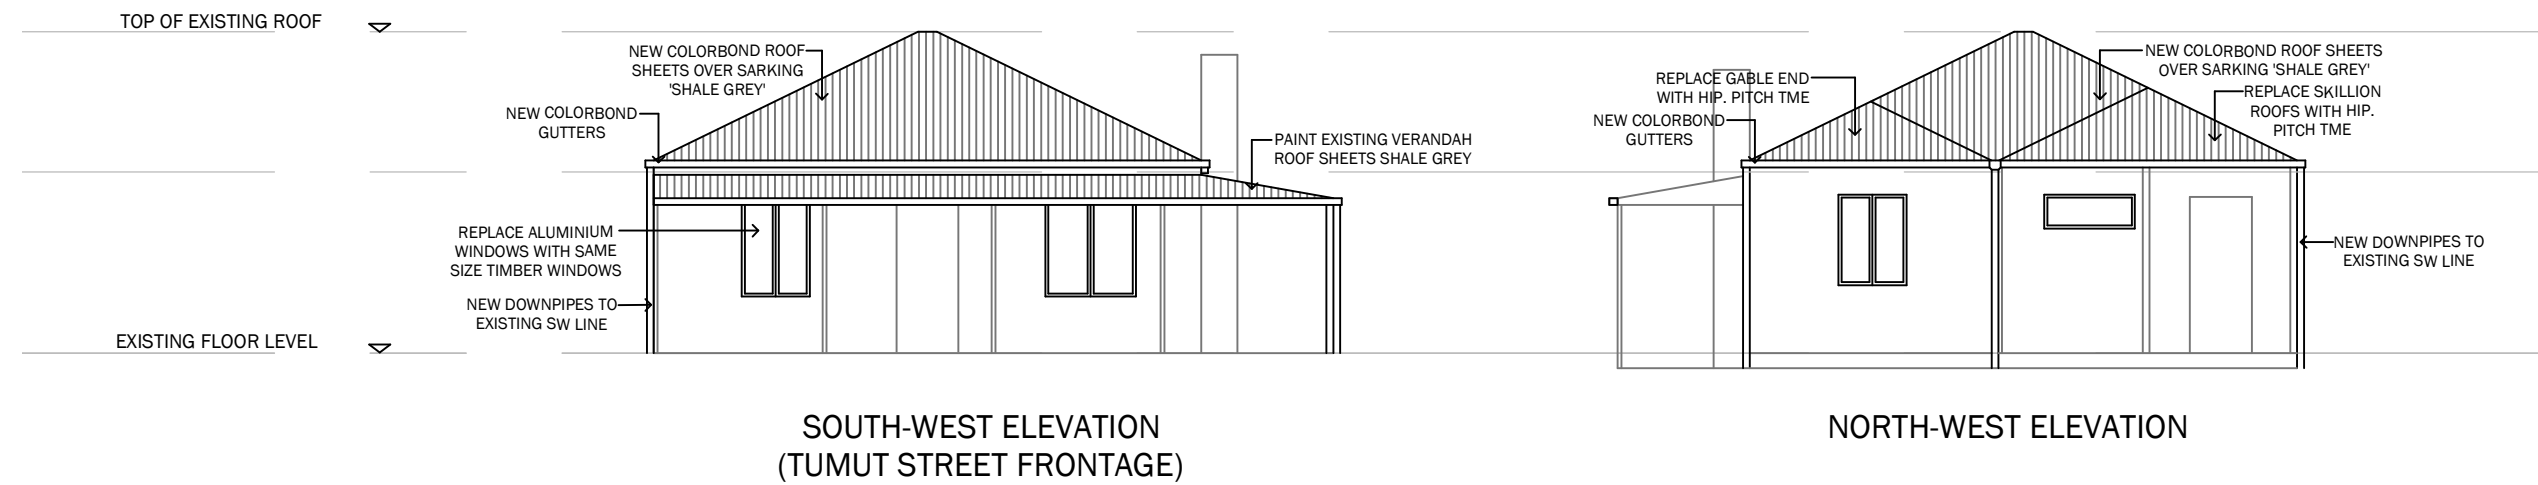 TOP OF EXISTING ROOF
NEW COLORBOND ROOF
SHEETS OVER SARKING
'SHALE GREY'
NEW COLORBOND
GUTTERS
PAINT EXISTING VERANDAH
ROOF SHEETS SHALE GREY
REPLACE ALUMINIUM
WINDOWS WITH SAME
SIZE TIMBER WINDOWS
NEW DOWNPIPES TO
EXISTING SW LINE
EXISTING FLOOR LEVEL
SOUTH-WEST ELEVATION
(TUMUT STREET FRONTAGE)
REPLACE GABLE END
WITH HIP. PITCH TME
NEW COLORBOND
GUTTERS
NEW COLORBOND ROOF SHEETS
OVER SARKING 'SHALE GREY'
REPLACE SKILLION
ROOFS WITH HIP.
PITCH TME
NEW DOWNPIPES TO
EXISTING SW LINE
NORTH-WEST ELEVATION